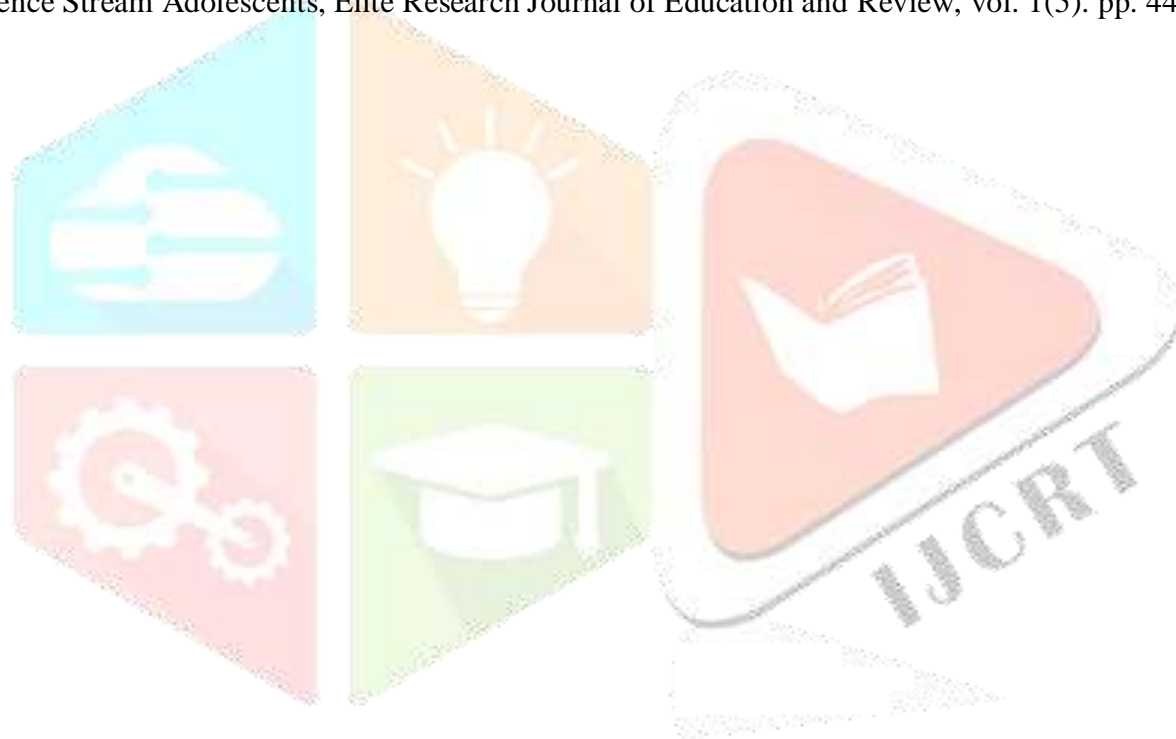 ence Stream Adolescents, Elite Research Journal of Education and Review, vol. 1(5). pp. 44
IJCRT